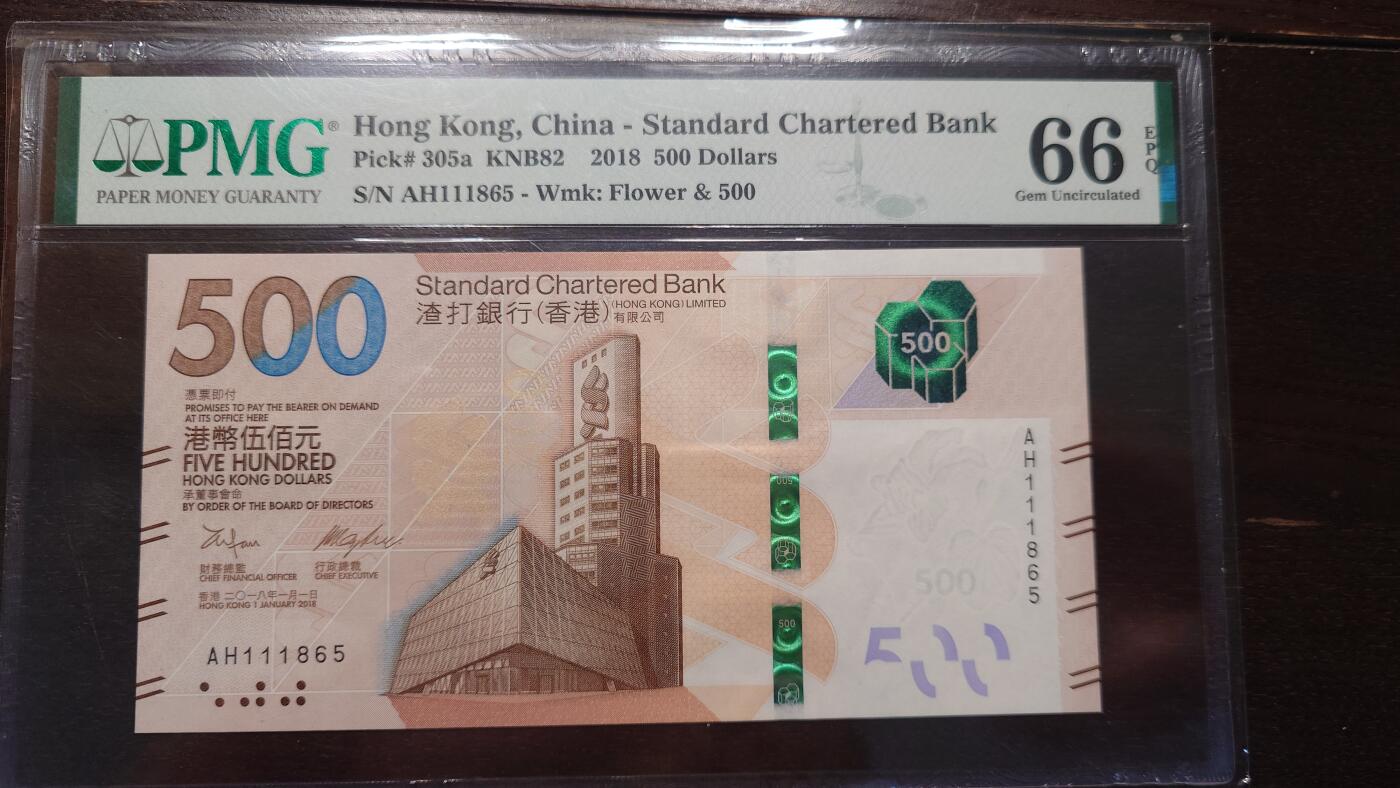 PMG®
PAPER MONEY GUARANTY
Hong Kong, China - Standard Chartered Bank
Pick# 305a KNB82 2018 500 Dollars
S/N AH111865 - Wmk: Flower & 500
66
EPQ
Gem Uncirculated
500
Standard Chartered Bank
渣打銀行(香港) (HONG KONG) LIMITED
有限公司
500
憑票即付
PROMISES TO PAY THE BEARER ON DEMAND
AT ITS OFFICE HERE
港幣伍佰元
FIVE HUNDRED
HONG KONG DOLLARS
承董事會命
BY ORDER OF THE BOARD OF DIRECTORS
財務總監 行政總裁
CHIEF FINANCIAL OFFICER CHIEF EXECUTIVE
香港 二〇一八年一月一日
HONG KONG 1 JANUARY 2018
AH111865
500
500
AH111865
500
500